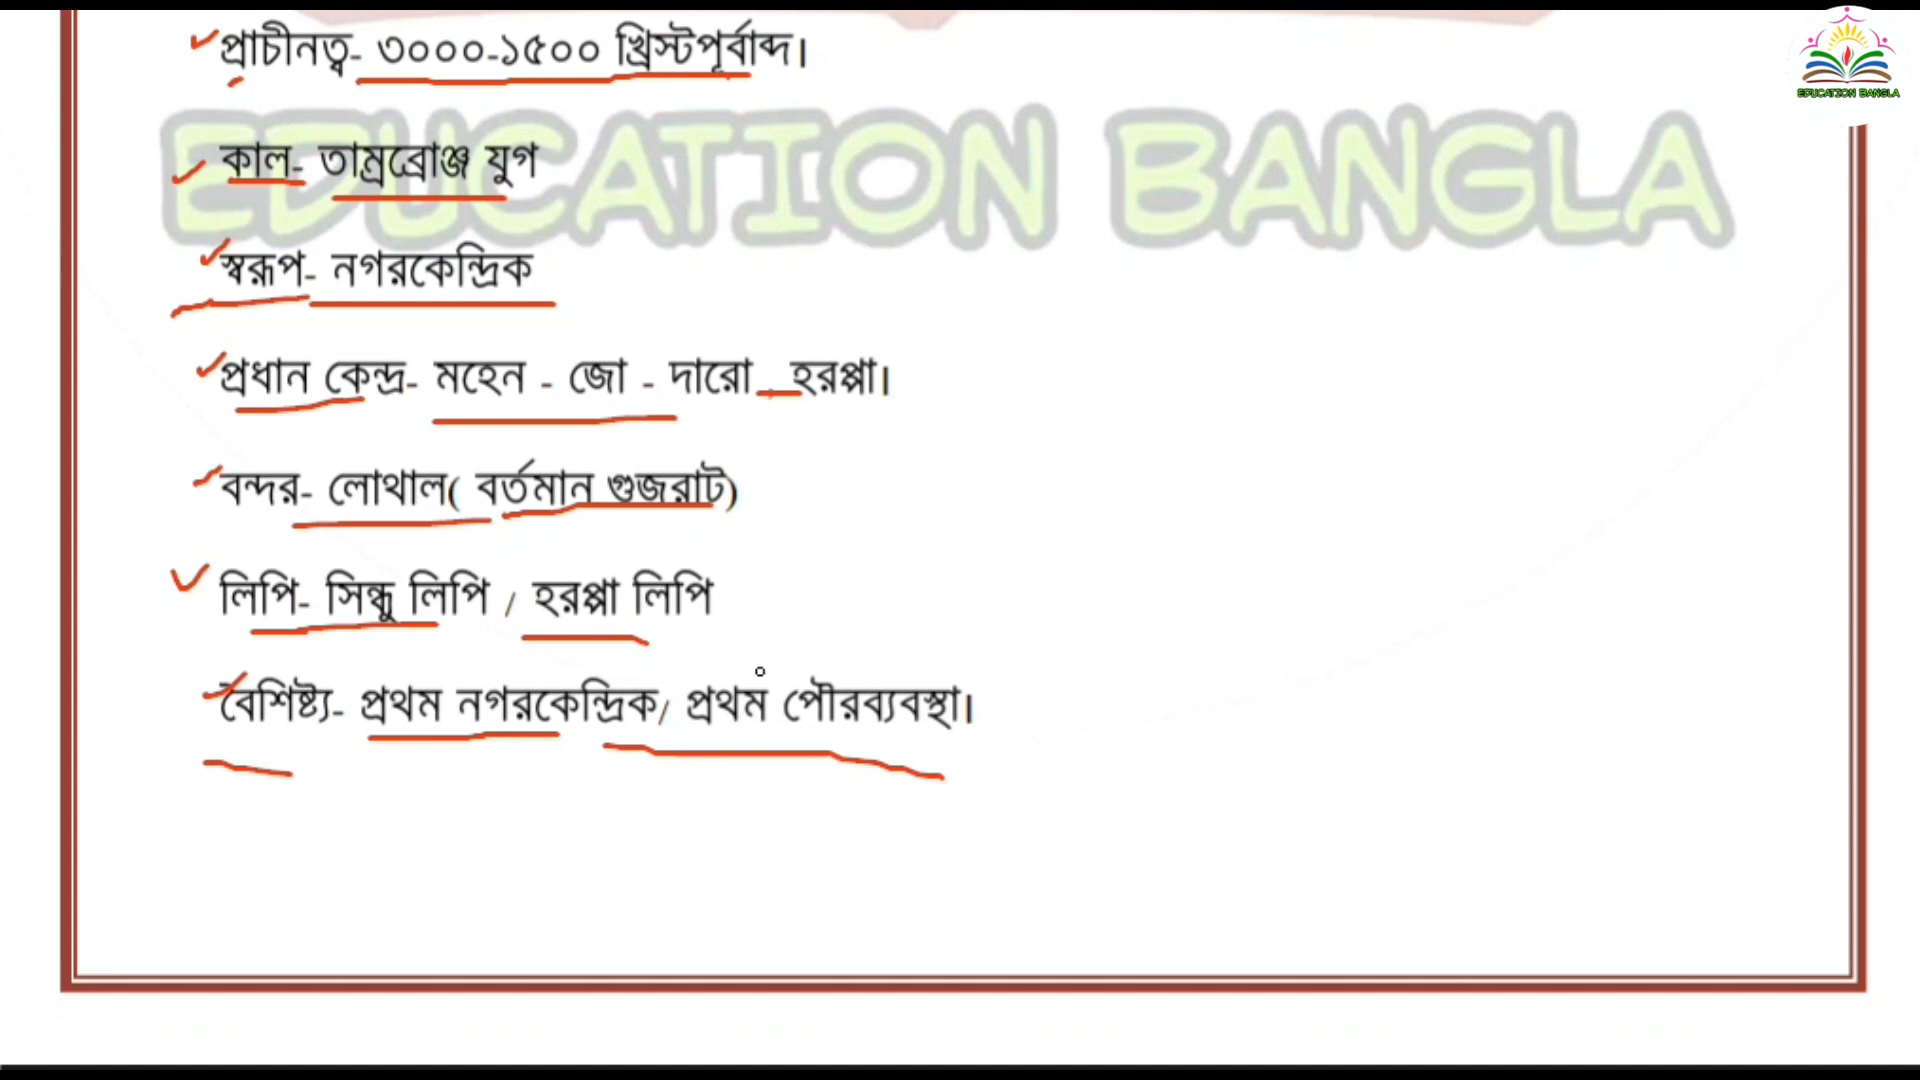 প্রাচীনত্ব- ৩০০০-১৫০০ খ্রিস্টপূর্বাব্দ।
EDUCATION BANGLA
কাল- তাম্রব্রোঞ্জ যুগ
EDUCATION BANGLA
স্বরূপ- নগরকেন্দ্রিক
প্রধান কেন্দ্র- মহেন - জো - দারো , হরপ্পা।
বন্দর- লোথাল( বর্তমান গুজরাট)
লিপি- সিন্ধু লিপি / হরপ্পা লিপি
বৈশিষ্ট্য- প্রথম নগরকেন্দ্রিক/ প্রথম পৌরব্যবস্থা।